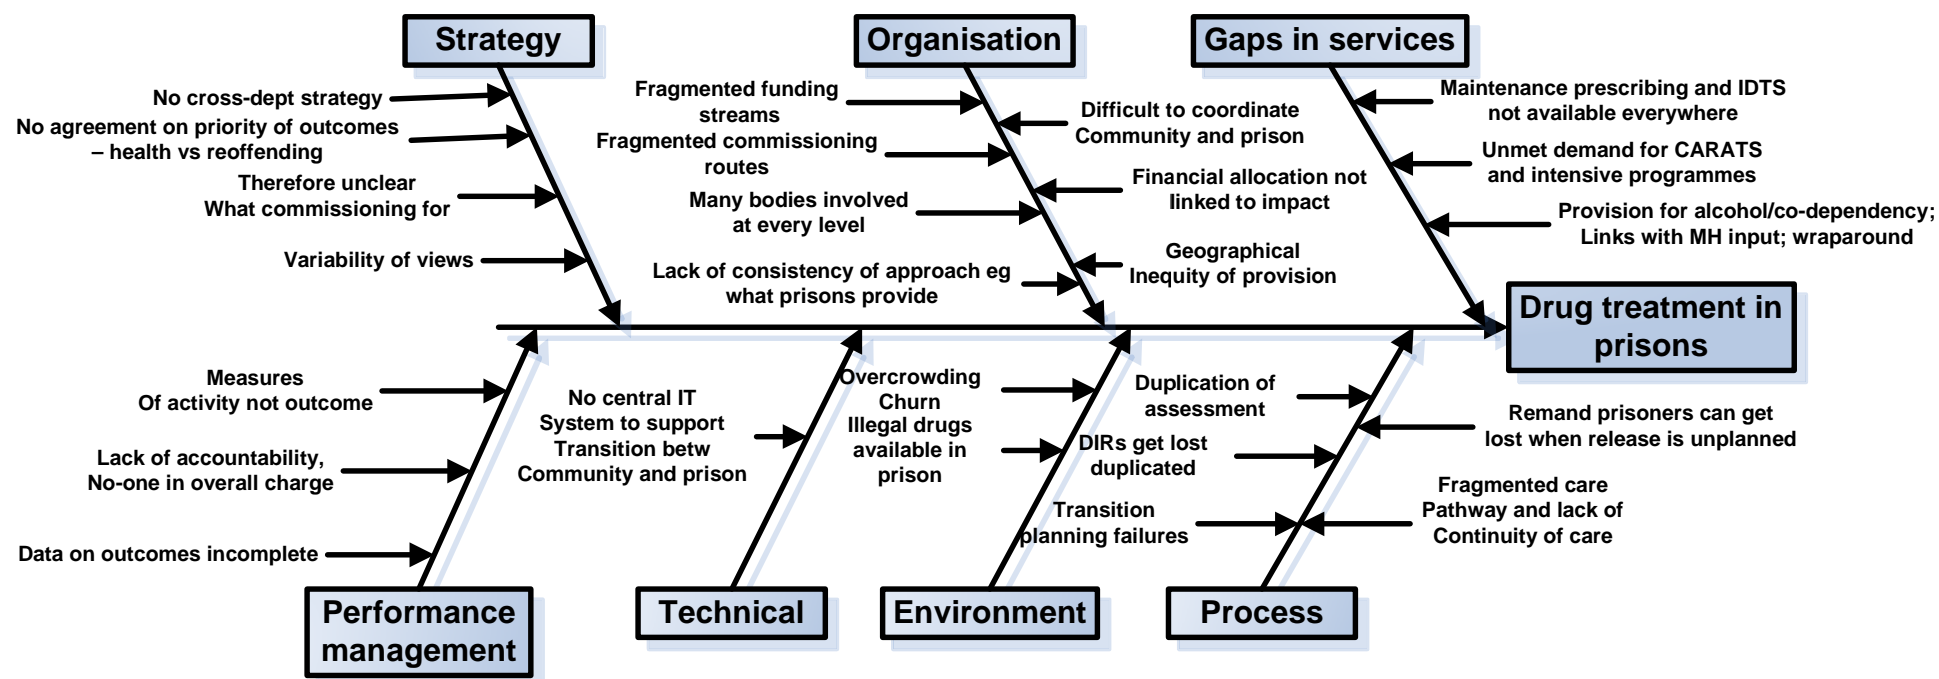 Strategy
No cross-dept strategy
No agreement on priority of outcomes
– health vs reoffending
Therefore unclear
What commissioning for
Variability of views
Organisation
Fragmented funding
streams
Fragmented commissioning
routes
Many bodies involved
at every level
Lack of consistency of approach eg
what prisons provide
Difficult to coordinate
Community and prison
Financial allocation not
linked to impact
Geographical
Inequity of provision
Gaps in services
Maintenance prescribing and IDTS
not available everywhere
Unmet demand for CARATS
and intensive programmes
Provision for alcohol/co-dependency;
Links with MH input; wraparound
Drug treatment in
prisons
Measures
Of activity not outcome
Lack of accountability,
No-one in overall charge
Data on outcomes incomplete
Performance
management
No central IT
System to support
Transition betw
Community and prison
Technical
Overcrowding
Churn
Illegal drugs
available in
prison
Environment
Duplication of
assessment
DIRs get lost
duplicated
Transition
planning failures
Remand prisoners can get
lost when release is unplanned
Fragmented care
Pathway and lack of
Continuity of care
Process